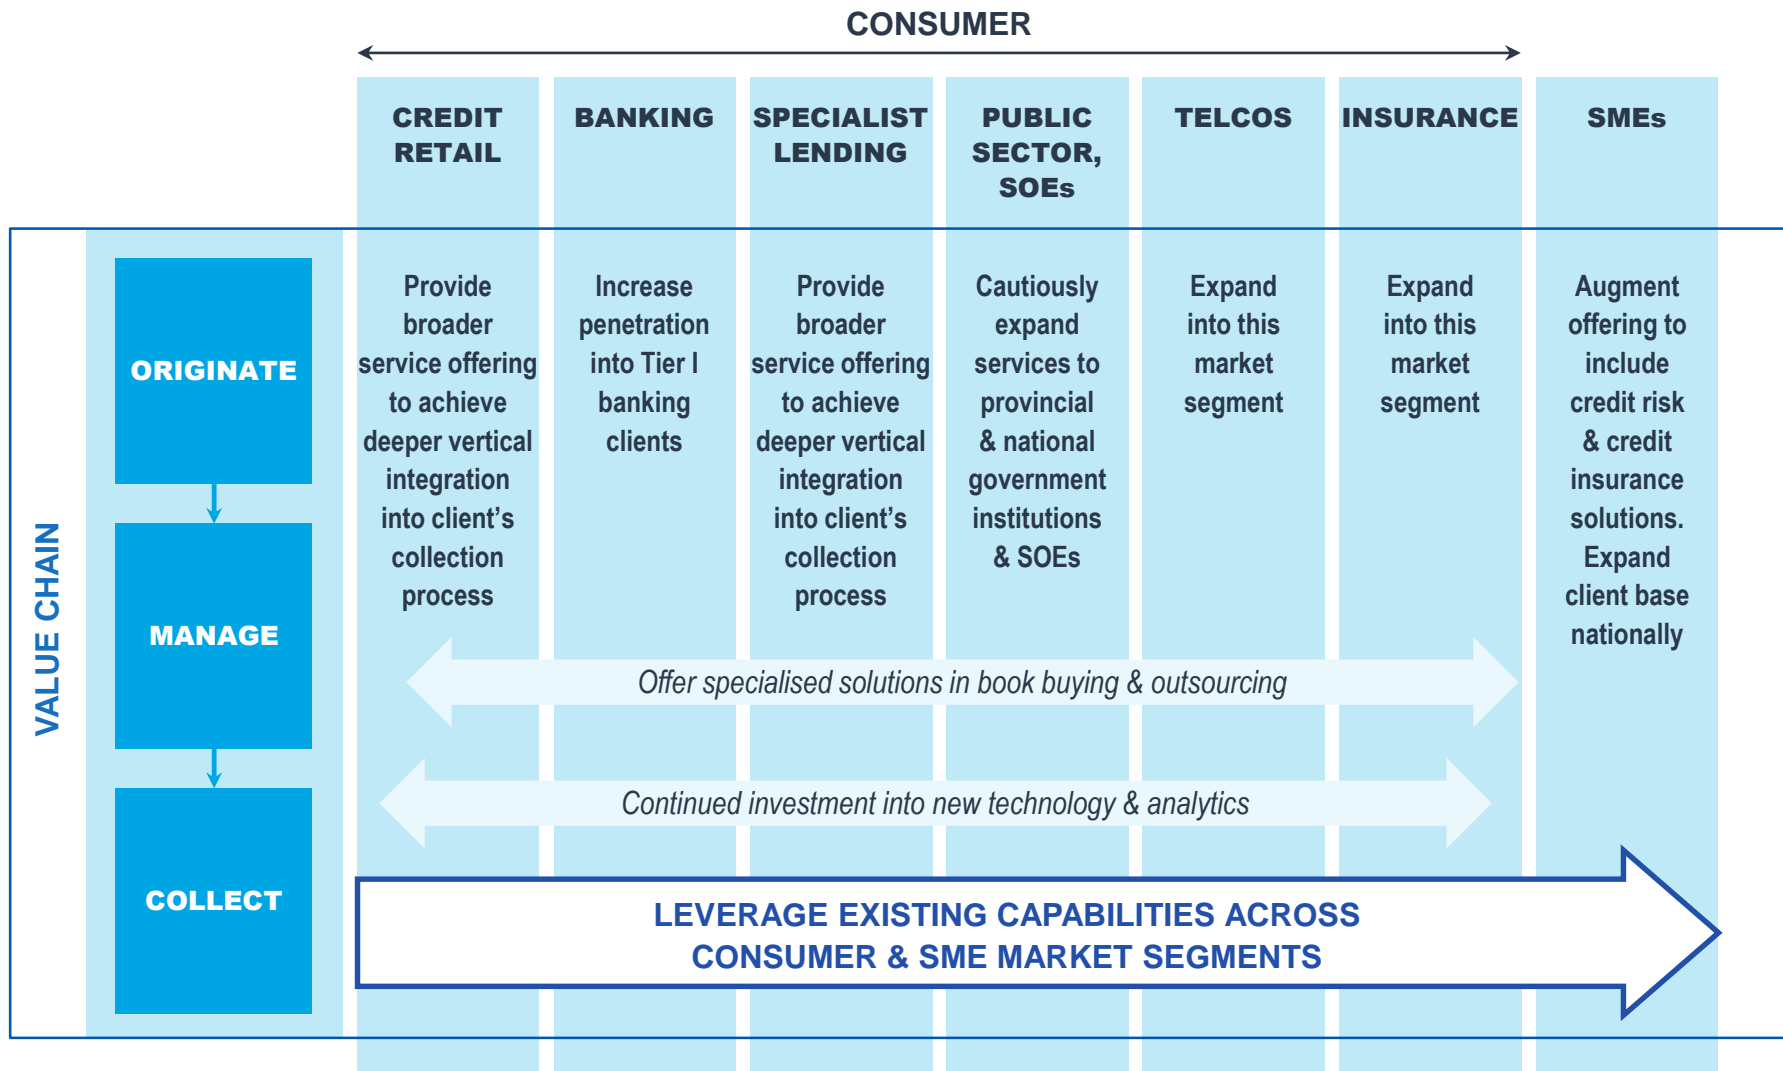 CONSUMER
CREDIT
RETAIL
BANKING
SPECIALIST
LENDING
PUBLIC
SECTOR,
SOEs
TELCOS
INSURANCE
SMEs
VALUE CHAIN
ORIGINATE
MANAGE
COLLECT
Provide
broader
service offering
to achieve
deeper vertical
integration
into client’s
collection
process
Increase
penetration
into Tier I
banking
clients
Provide
broader
service offering
to achieve
deeper vertical
integration
into client’s
collection
process
Cautiously
expand
services to
provincial
& national
government
institutions
& SOEs
Expand
into this
market
segment
Expand
into this
market
segment
Augment
offering to
include
credit risk
& credit
insurance
solutions.
Expand
client base
nationally
Offer specialised solutions in book buying & outsourcing
Continued investment into new technology & analytics
LEVERAGE EXISTING CAPABILITIES ACROSS
CONSUMER & SME MARKET SEGMENTS